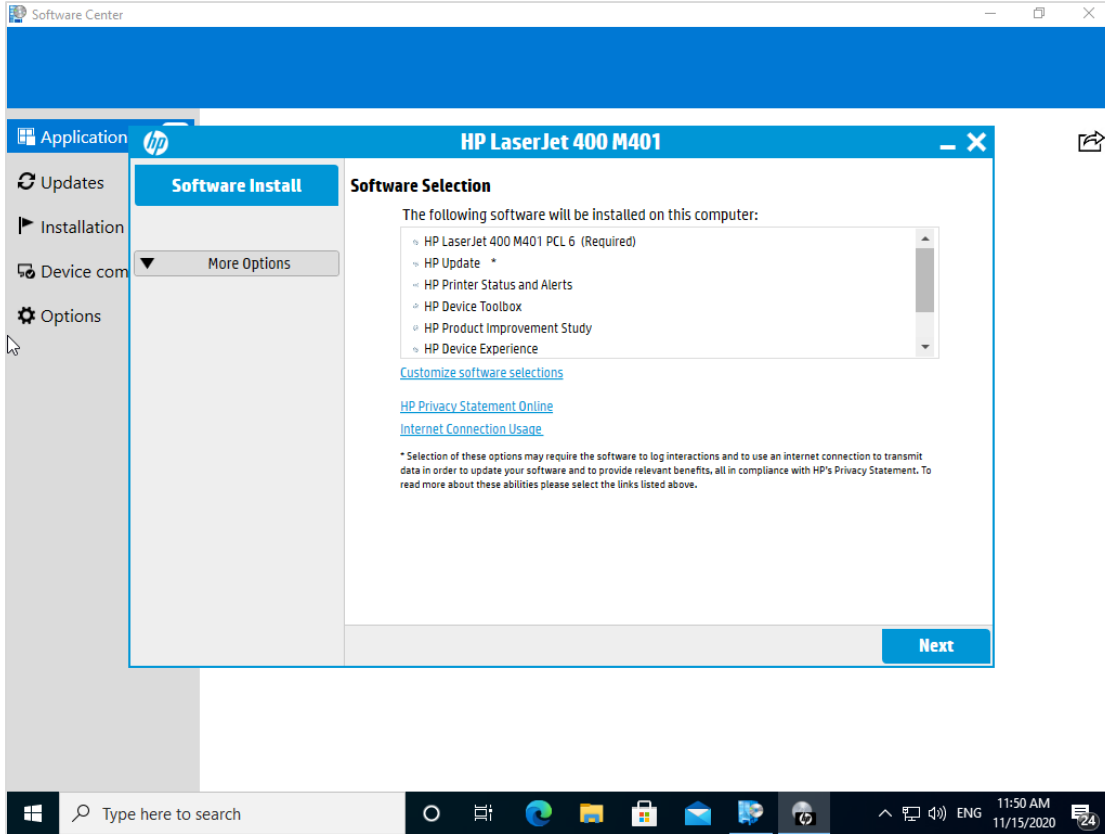 Software Center
Application
Updates
Installation
Device com
Options
hp
HP LaserJet 400 M401
Software Install
More Options
Software Selection
The following software will be installed on this computer:
HP LaserJet 400 M401 PCL 6 (Required)
HP Update *
HP Printer Status and Alerts
HP Device Toolbox
HP Product Improvement Study
HP Device Experience
Customize software selections
HP Privacy Statement Online
Internet Connection Usage
* Selection of these options may require the software to log interactions and to use an internet connection to transmit
data in order to update your software and to provide relevant benefits, all in compliance with HP's Privacy Statement. To
read more about these abilities please select the links listed above.
Next
Type here to search
ENG
11:50 AM
11/15/2020
24